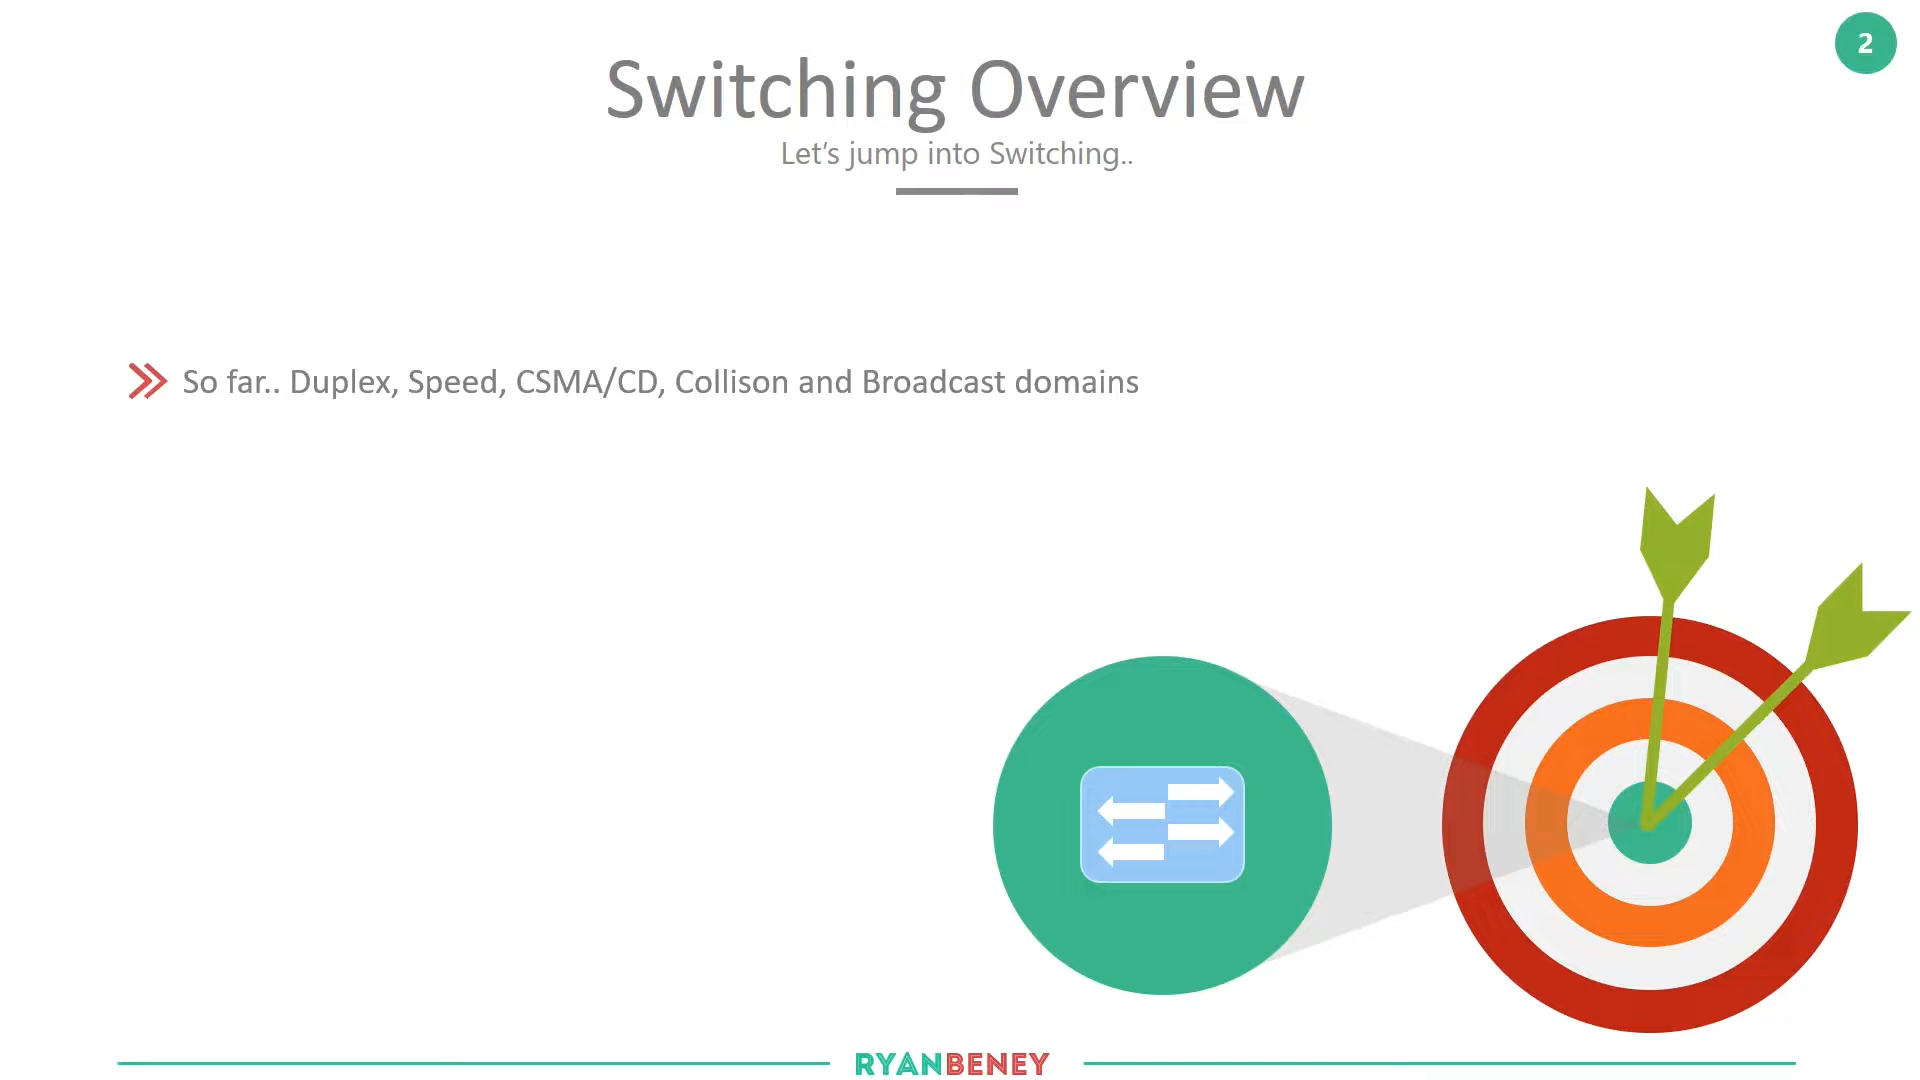 2
Switching Overview
Let's jump into Switching..
So far.. Duplex, Speed, CSMA/CD, Collison and Broadcast domains
RYANBENEY